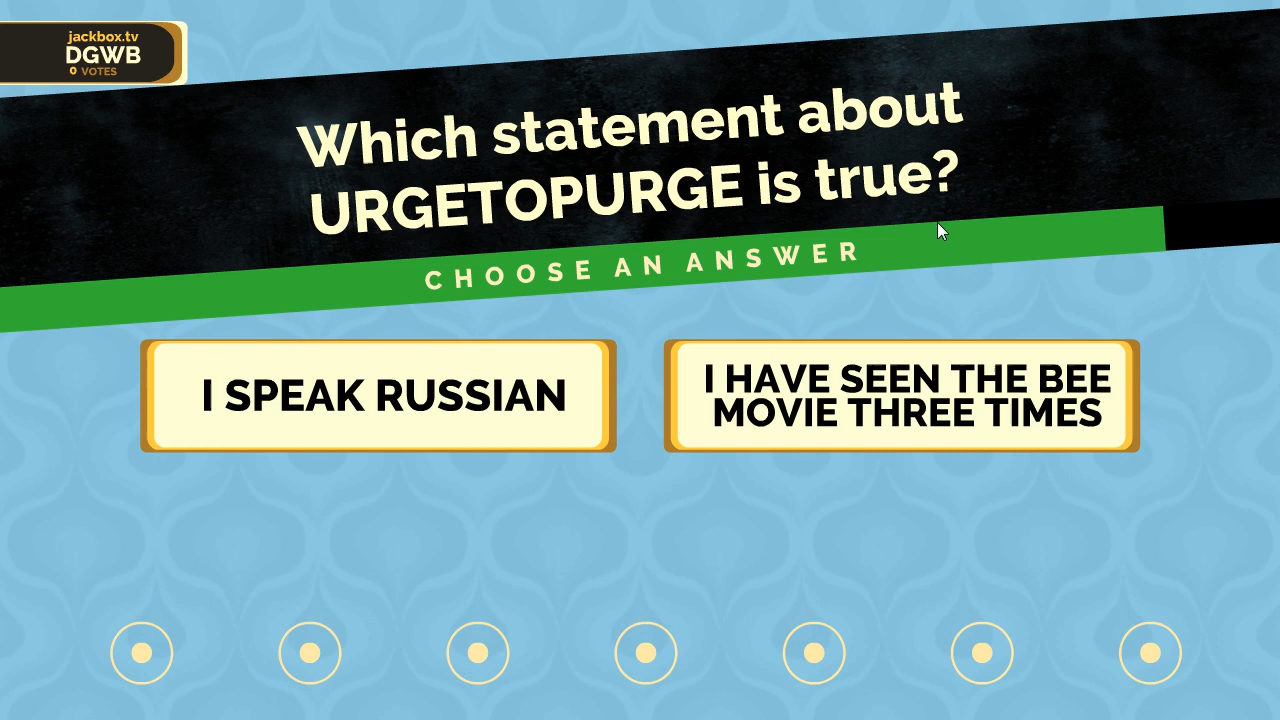 jackbox.tv
DGWB
0 VOTES
Which statement about
URGETOPURGE is true?
CHOOSE AN ANSWER
I SPEAK RUSSIAN
I HAVE SEEN THE BEE
MOVIE THREE TIMES